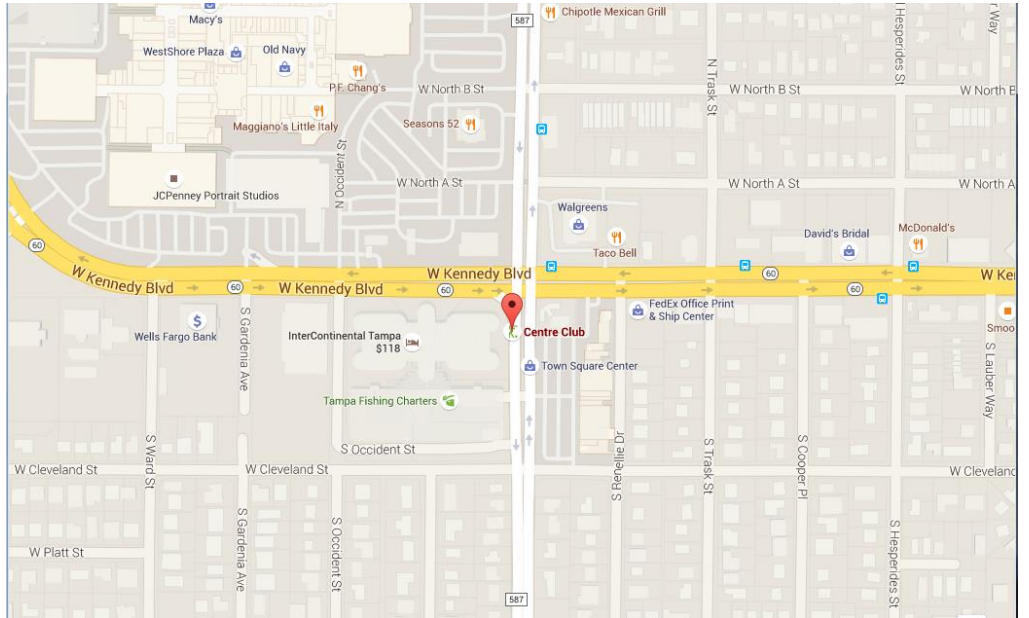 587
Chipotle Mexican Grill
Macy's
WestShore Plaza
Old Navy
N Trask St
N Hesperides St
P.F. Chang's
W North B St
W North B St
Maggiano's Little Italy
Seasons 52
N Occident St
JCPenney Portrait Studios
W North A St
W North A St
W North A
Walgreens
Taco Bell
David's Bridal
McDonald's
60
W Kennedy Blvd
60
W Kennedy Blvd
60
W Kennedy Blvd
60
60
FedEx Office Print
& Ship Center
Wells Fargo Bank
S Gardenia Ave
InterContinental Tampa
$118
Centre Club
Town Square Center
Tampa Fishing Charters
S Lauber Way
S Occident St
S Ward St
S Renellie Dr
S Trask St
S Cooper Pl
W Cleveland St
W Cleveland St
S Gardenia Ave
S Occident St
S Hesperides St
W Platt St
587